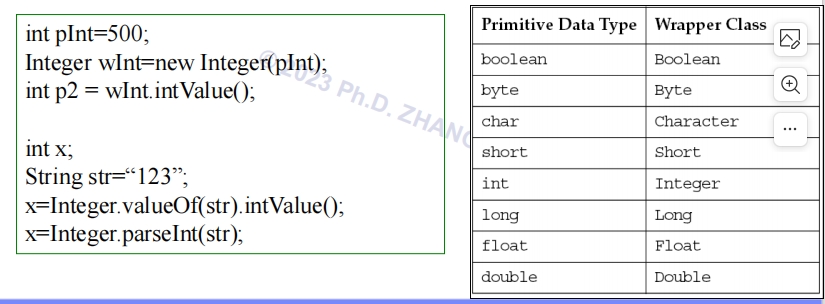 int pInt=500;
Integer wInt=new Integer(pInt);
int p2 = wInt.intValue();
int x;
String str=“123”;
x=Integer.valueOf(str).intValue();
x=Integer.parseInt(str);
© 2023 Ph.D. ZHANG
Primitive Data Type Wrapper Class
boolean Boolean
byte Byte
char Character
short Short
int Integer
long Long
float Float
double Double